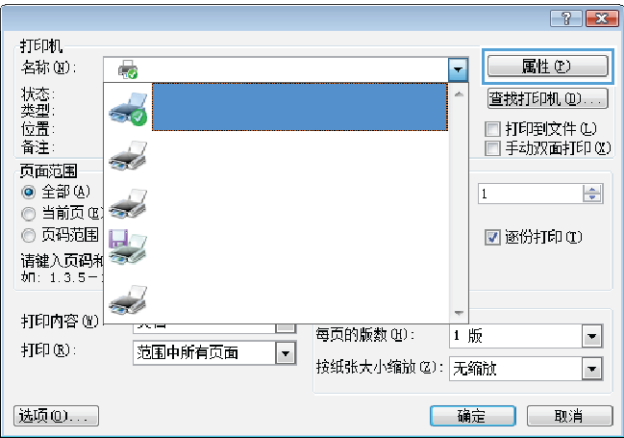 打印机
名称(N):
属性(P)
状态:
类型:
位置:
备注:
查找打印机(D)...
打印到文件(L)
手动双面打印(X)
页面范围
全部(A)
当前页(E)
页码范围
1
逐份打印(T)
请键入页码和
如: 1.3.5-
打印内容(W)
打印(R):
范围中所有页面
每页的版数(H):
1 版
按纸张大小缩放(Z):
无缩放
选项(O)...
确定
取消